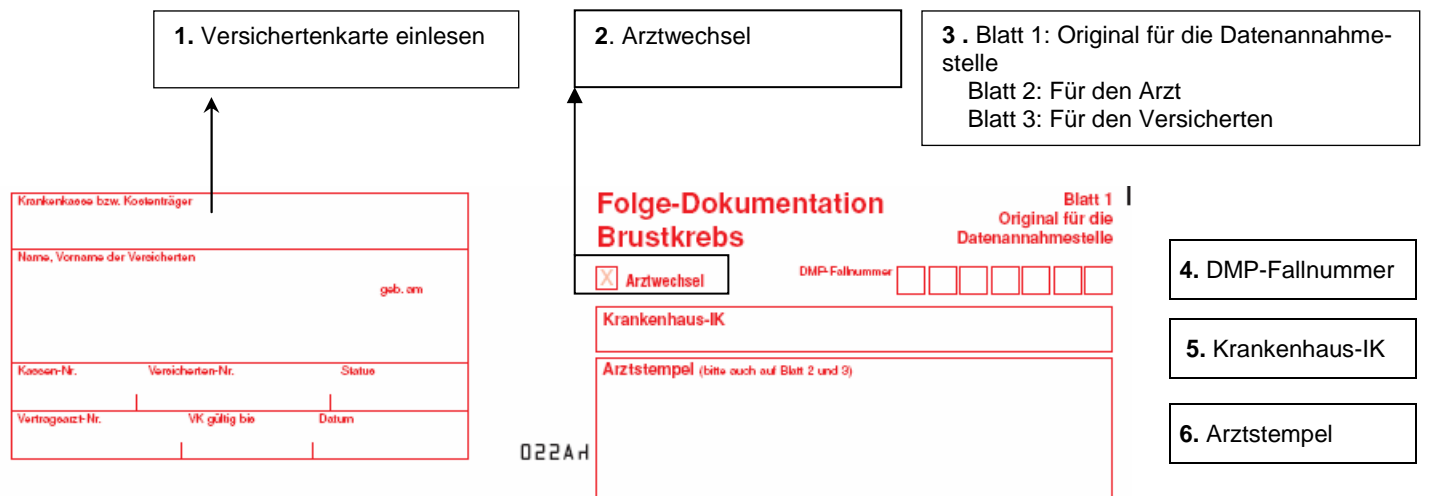 1. Versichertenkarte einlesen
2. Arztwechsel
3 . Blatt 1: Original für die Datenannahme-
stelle
Blatt 2: Für den Arzt
Blatt 3: Für den Versicherten
Krankenkasse bzw. Kostenträger
Name, Vorname der Versicherten
geb. am
Kassen-Nr. Versicherten-Nr. Status
Vertragsarzt-Nr. VK gültig bis Datum
Folge-Dokumentation
Brustkrebs
Blatt 1
Original für die
Datenannahmestelle
X Arztwechsel
DMP-Fallnummer
Krankenhaus-IK
Arztstempel (bitte auch auf Blatt 2 und 3)
4. DMP-Fallnummer
5. Krankenhaus-IK
6. Arztstempel